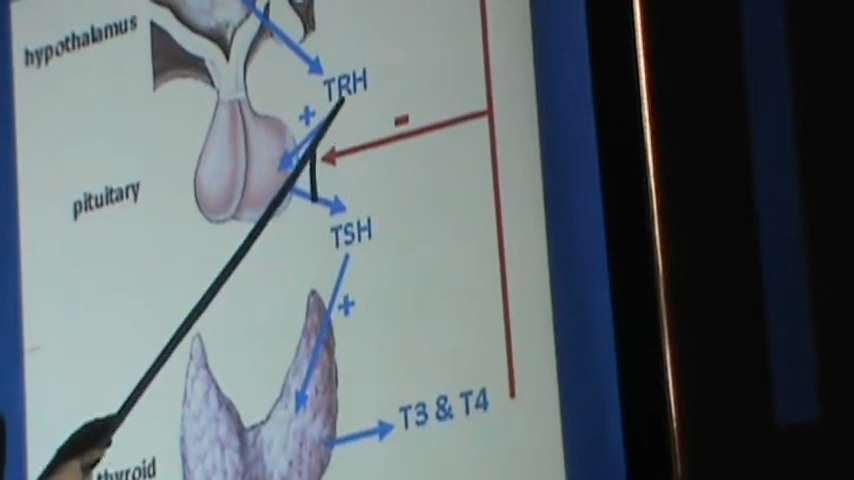 hypothalamus
TRH
+
-
pituitary
TSH
+
T3 & T4
thyroid